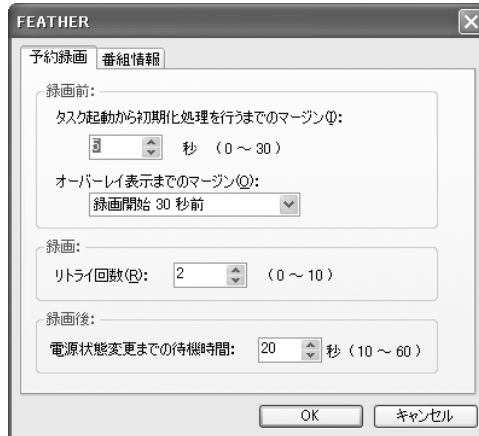 FEATHER
予約録画 番組情報
録画前:
タスク起動から初期化処理を行うまでのマージン(I):
秒 (0 ~ 30)
オーバーレイ表示までのマージン(O):
録画開始 30 秒前
録画:
リトライ回数(R): 2 (0 ~ 10)
録画後:
電源状態変更までの待機時間: 20 秒 (10 ~ 60)
OK キャンセル